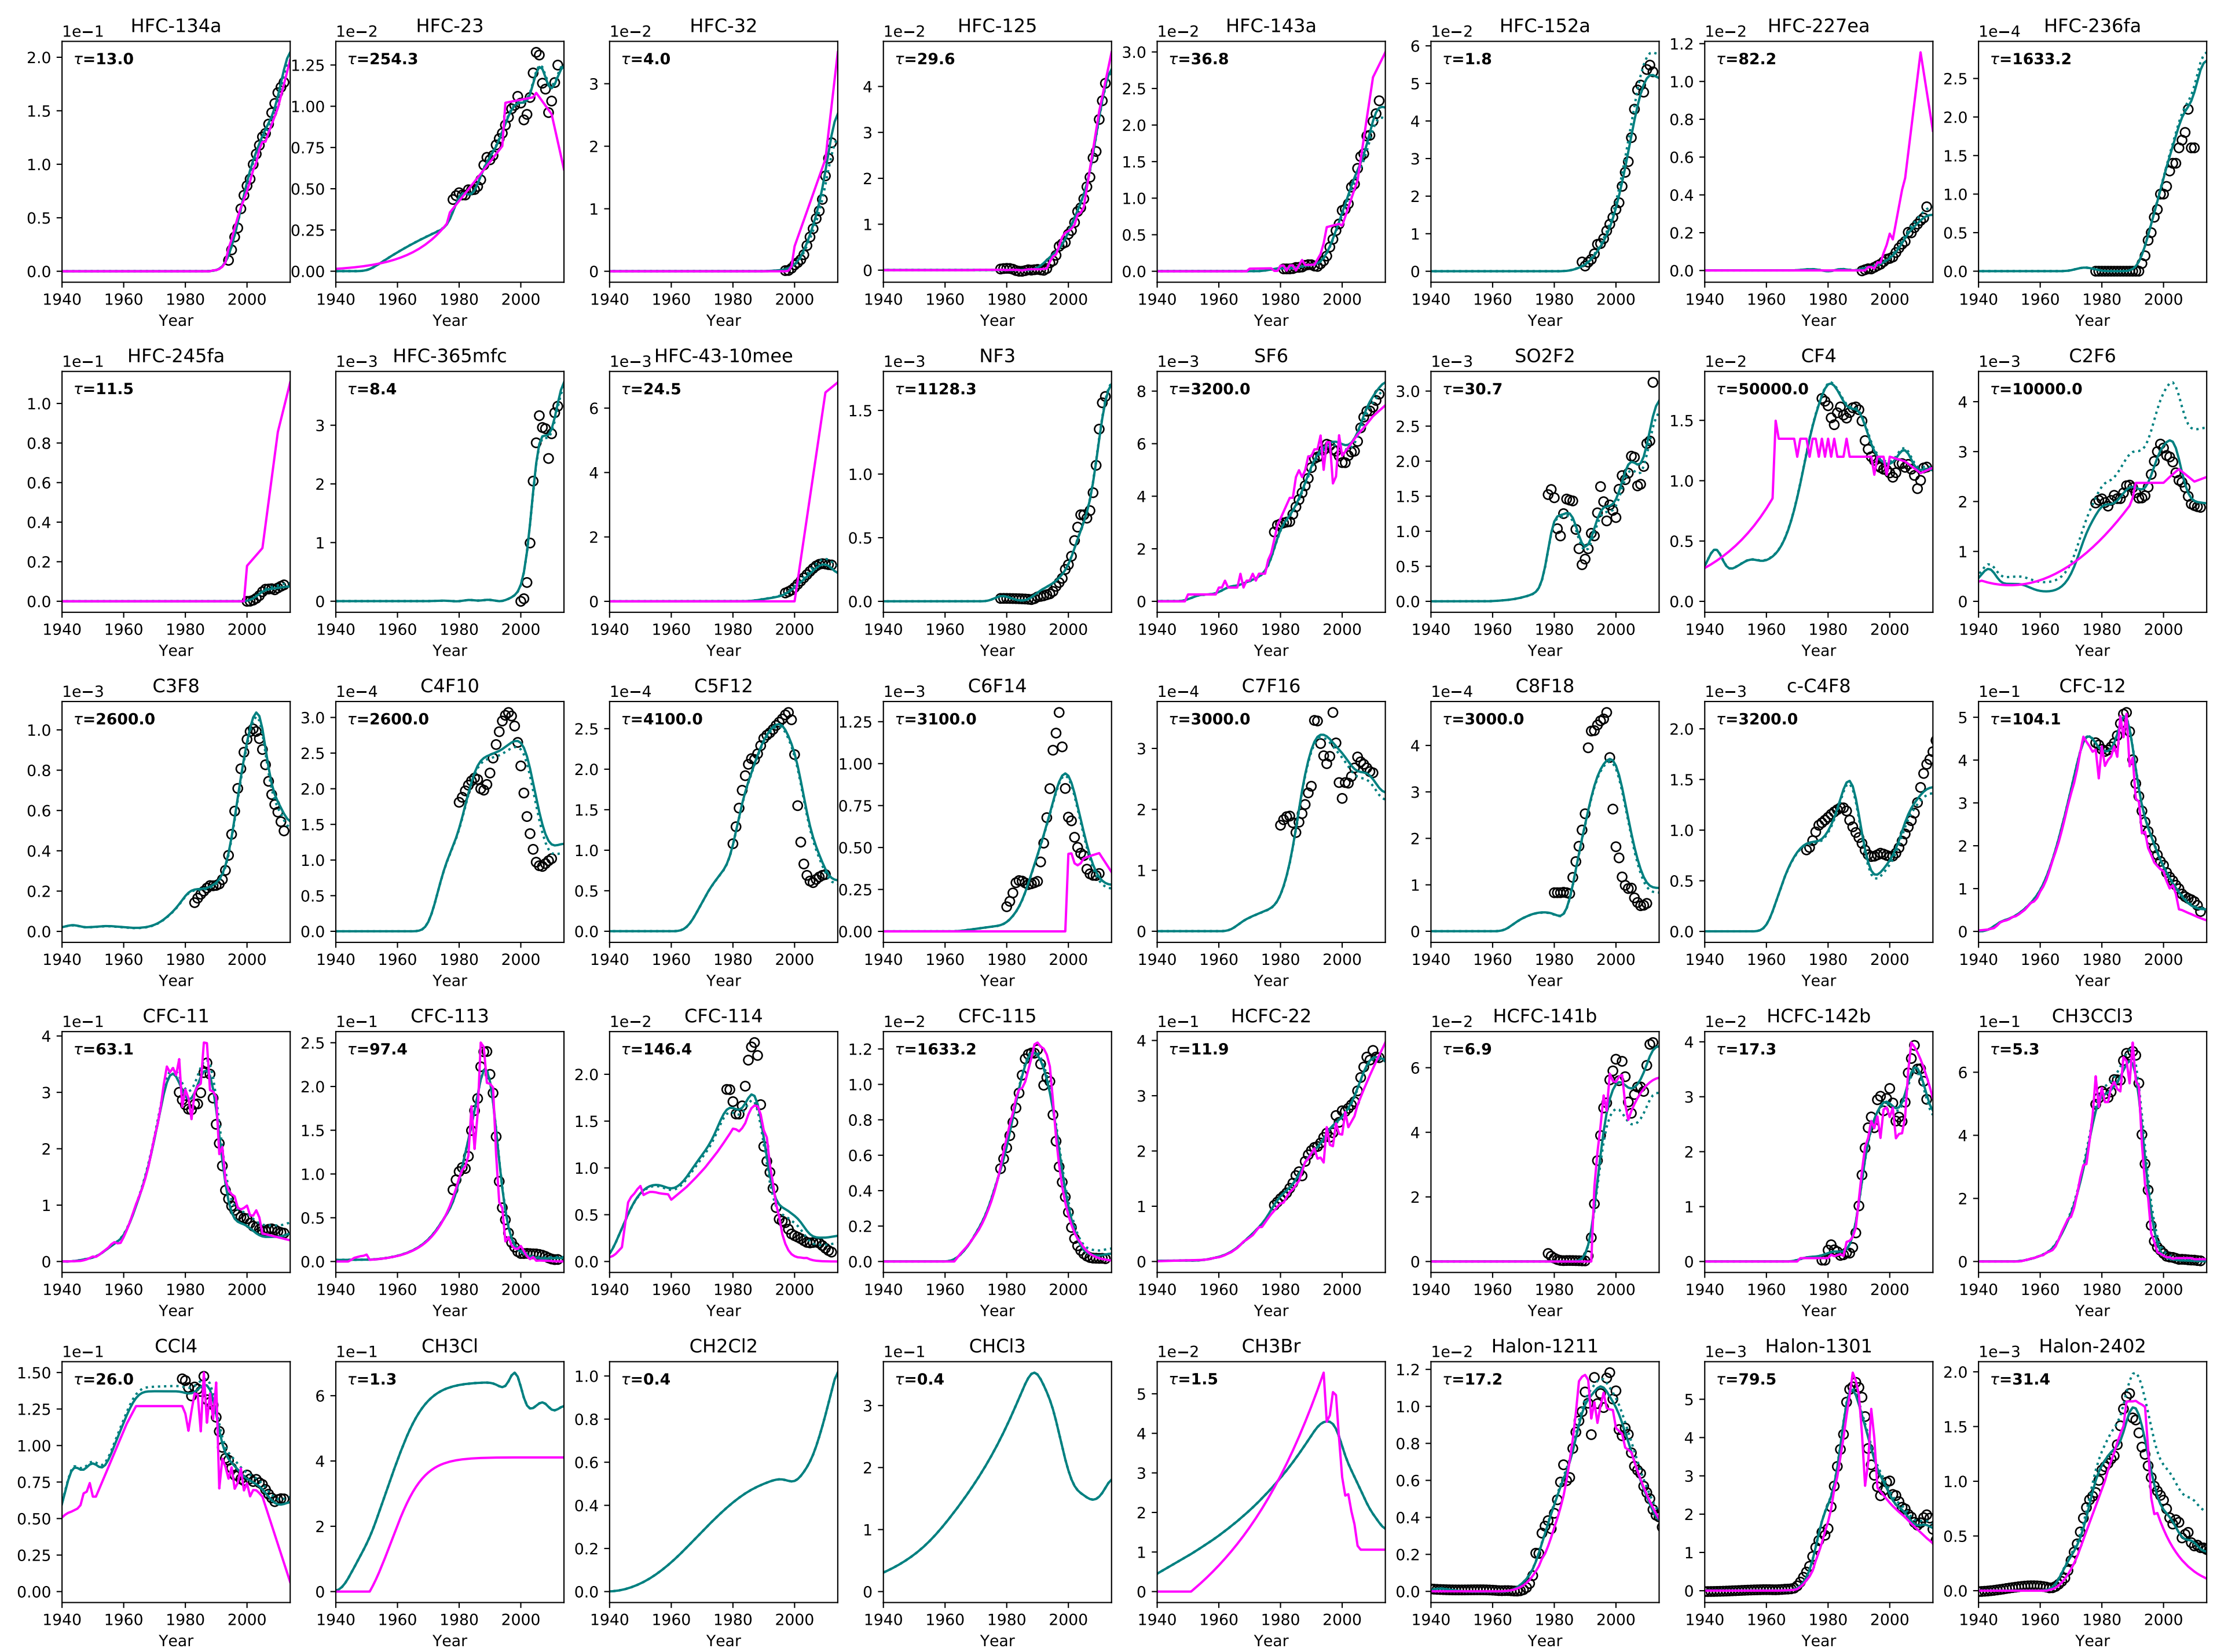 1e−1
HFC-134a
τ=13.0
2.0
1.5
1.0
0.5
0.0
1940 1960 1980 2000
Year
1e−2
HFC-23
τ=254.3
1.25
1.00
0.75
0.50
0.25
0.00
1940 1960 1980 2000
Year
1e−2
HFC-32
τ=4.0
3
2
1
0
1940 1960 1980 2000
Year
1e−2
HFC-125
τ=29.6
4
3
2
1
0
1940 1960 1980 2000
Year
1e−2
HFC-143a
τ=36.8
3.0
2.5
2.0
1.5
1.0
0.5
0.0
1940 1960 1980 2000
Year
1e−2
HFC-152a
τ=1.8
6
5
4
3
2
1
0
1940 1960 1980 2000
Year
1e−2
HFC-227ea
τ=82.2
1.2
1.0
0.8
0.6
0.4
0.2
0.0
1940 1960 1980 2000
Year
1e−4
HFC-236fa
τ=1633.2
2.5
2.0
1.5
1.0
0.5
0.0
1940 1960 1980 2000
Year
1e−1
HFC-245fa
τ=11.5
1.0
0.8
0.6
0.4
0.2
0.0
1940 1960 1980 2000
Year
1e−3
HFC-365mfc
τ=8.4
3
2
1
0
1940 1960 1980 2000
Year
1e−3
HFC-43-10mee
τ=24.5
6
4
2
0
1940 1960 1980 2000
Year
1e−3
NF3
τ=1128.3
1.5
1.0
0.5
0.0
1940 1960 1980 2000
Year
1e−3
SF6
τ=3200.0
8
6
4
2
0
1940 1960 1980 2000
Year
1e−3
SO2F2
τ=30.7
3.0
2.5
2.0
1.5
1.0
0.5
0.0
1940 1960 1980 2000
Year
1e−2
CF4
τ=50000.0
1.5
1.0
0.5
0.0
1940 1960 1980 2000
Year
1e−3
C2F6
τ=10000.0
4
3
2
1
0
1940 1960 1980 2000
Year
1e−3
C3F8
τ=2600.0
1.0
0.8
0.6
0.4
0.2
0.0
1940 1960 1980 2000
Year
1e−4
C4F10
τ=2600.0
3.0
2.5
2.0
1.5
1.0
0.5
0.0
1940 1960 1980 2000
Year
1e−4
C5F12
τ=4100.0
2.5
2.0
1.5
1.0
0.5
0.0
1940 1960 1980 2000
Year
1e−4
C6F14
τ=3100.0
1.25
1.00
0.75
0.50
0.25
0.00
1940 1960 1980 2000
Year
1e−4
C7F16
τ=3000.0
3
2
1
0
1940 1960 1980 2000
Year
1e−4
C8F18
τ=3000.0
4
3
2
1
0
1940 1960 1980 2000
Year
1e−3
c-C4F8
τ=3200.0
2.0
1.5
1.0
0.5
0.0
1940 1960 1980 2000
Year
1e−1
CFC-12
τ=104.1
5
4
3
2
1
0
1940 1960 1980 2000
Year
1e−1
CFC-11
τ=63.1
4
3
2
1
0
1940 1960 1980 2000
Year
1e−1
CFC-113
τ=97.4
2.5
2.0
1.5
1.0
0.5
0.0
1940 1960 1980 2000
Year
1e−2
CFC-114
τ=146.4
2.0
1.5
1.0
0.5
0.0
1940 1960 1980 2000
Year
1e−2
CFC-115
τ=1633.2
1.2
1.0
0.8
0.6
0.4
0.2
0.0
1940 1960 1980 2000
Year
1e−1
HCFC-22
τ=11.9
4
3
2
1
0
1940 1960 1980 2000
Year
1e−2
HCFC-141b
τ=6.9
6
4
2
0
1940 1960 1980 2000
Year
1e−2
HCFC-142b
τ=17.3
4
3
2
1
0
1940 1960 1980 2000
Year
1e−1
CH3CCl3
τ=5.3
6
4
2
0
1940 1960 1980 2000
Year
1e−1
CCl4
τ=26.0
1.50
1.25
1.00
0.75
0.50
0.25
0.00
1940 1960 1980 2000
Year
1e−1
CH3Cl
τ=1.3
6
4
2
0
1940 1960 1980 2000
Year
CH2Cl2
τ=0.4
1.0
0.8
0.6
0.4
0.2
0.0
1940 1960 1980 2000
Year
1e−1
CHCl3
τ=0.4
3
2
1
0
1940 1960 1980 2000
Year
1e−2
CH3Br
τ=1.5
5
4
3
2
1
0
1940 1960 1980 2000
Year
1e−2
Halon-1211
τ=17.2
1.2
1.0
0.8
0.6
0.4
0.2
0.0
1940 1960 1980 2000
Year
1e−3
Halon-1301
τ=79.5
5
4
3
2
1
0
1940 1960 1980 2000
Year
1e−3
Halon-2402
τ=31.4
2.0
1.5
1.0
0.5
0.0
1940 1960 1980 2000
Year